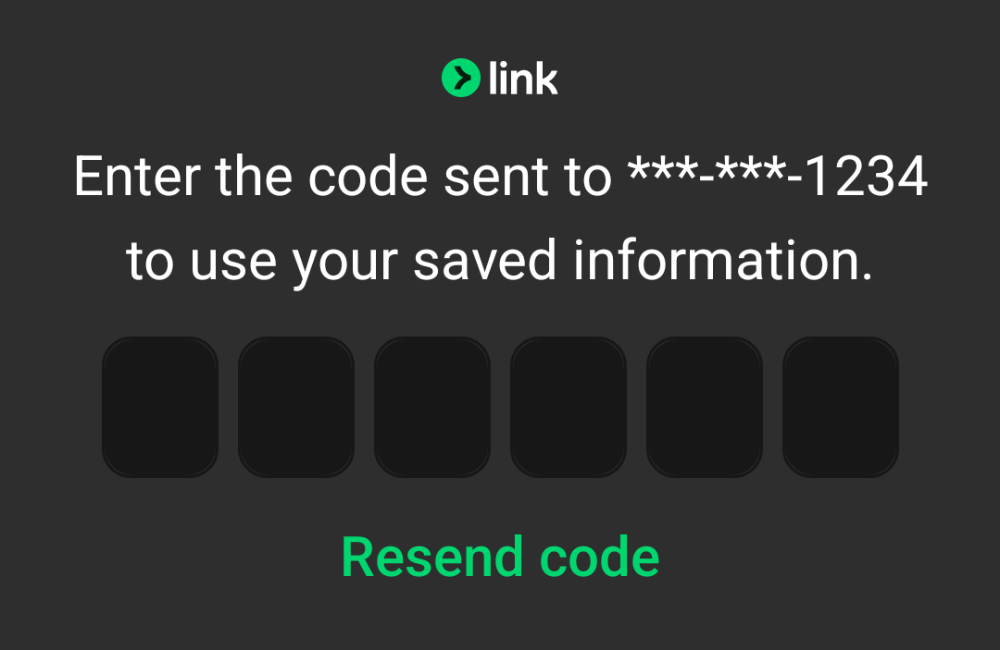 link
Enter the code sent to ***-***-1234
to use your saved information.
Resend code